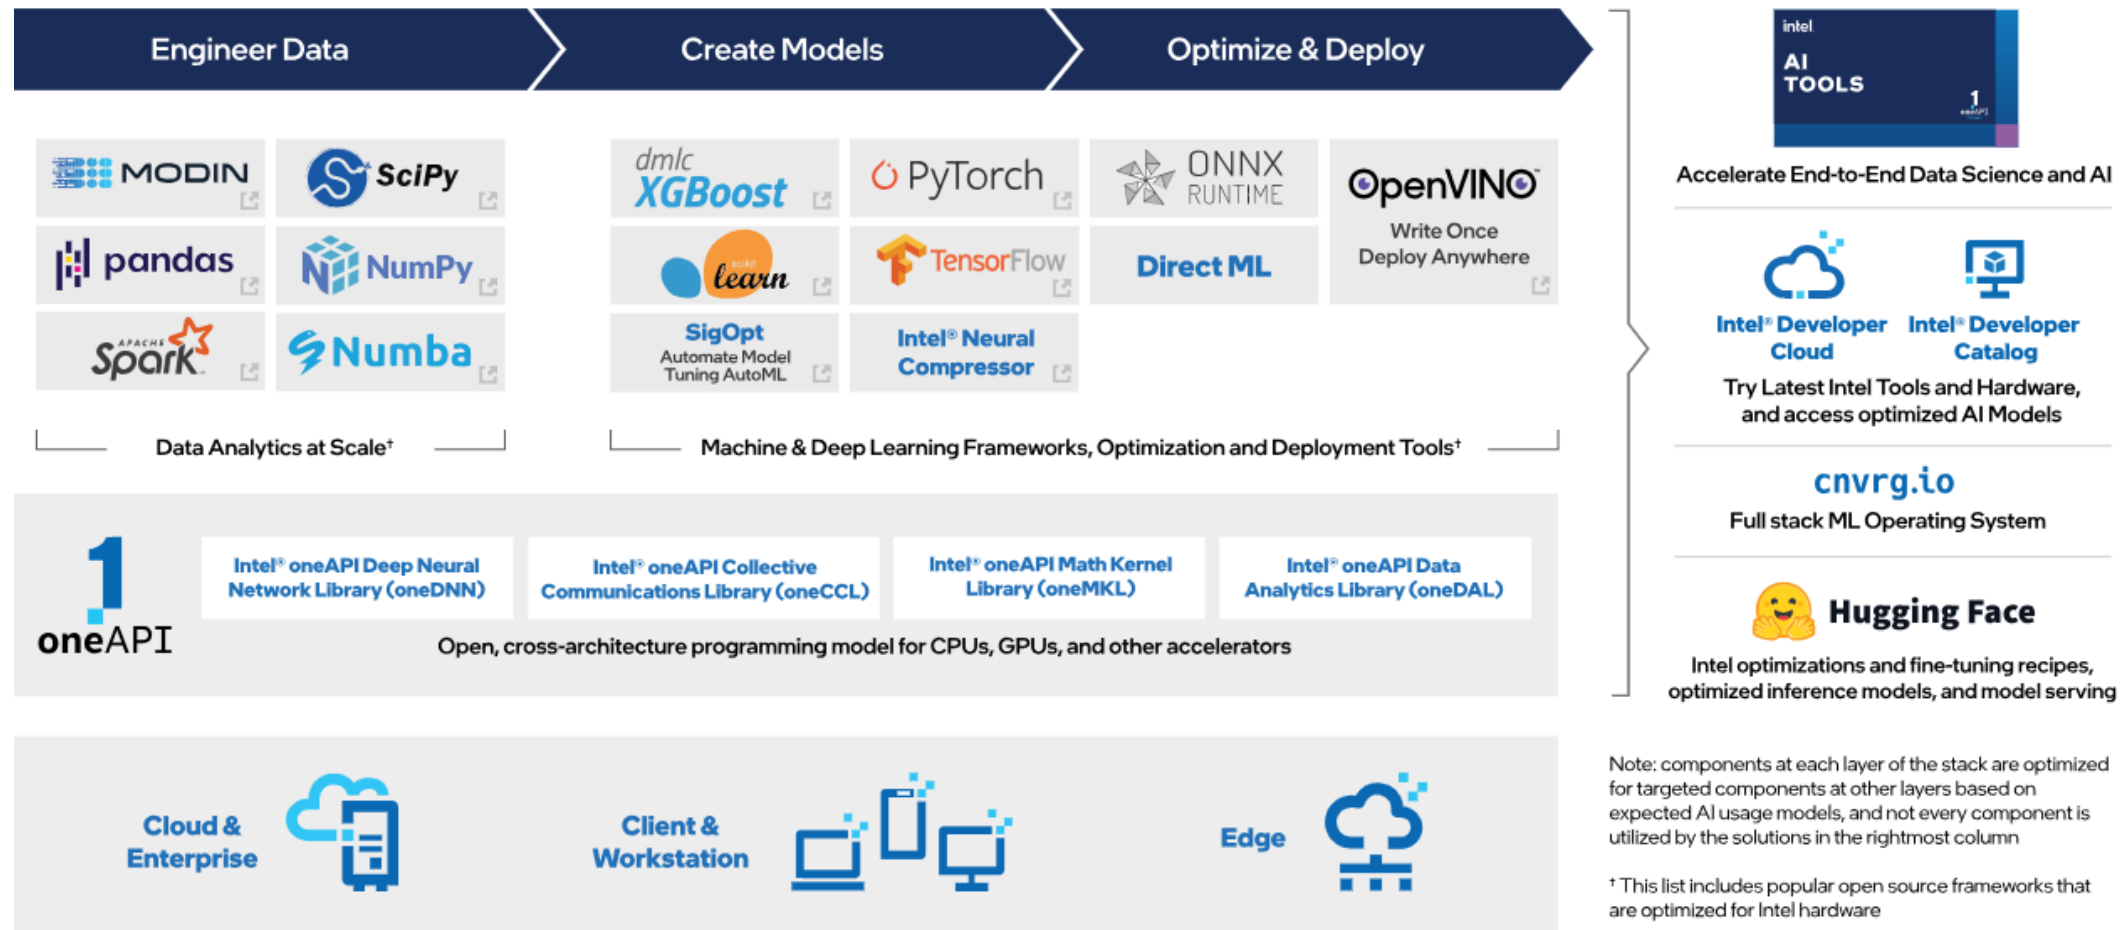 Engineer Data
Create Models
Optimize & Deploy
MODIN
SciPy
pandas
NumPy
APACHE
Spark
Numba
dmlc
XGBoost
PyTorch
ONNX
RUNTIME
OpenVINO™
Write Once
Deploy Anywhere
scikit
learn
TensorFlow
Direct ML
SigOpt
Automate Model
Tuning AutoML
Intel® Neural
Compressor
Data Analytics at Scale†
Machine & Deep Learning Frameworks, Optimization and Deployment Tools†
1
oneAPI
Intel® oneAPI Deep Neural
Network Library (oneDNN)
Intel® oneAPI Collective
Communications Library (oneCCL)
Intel® oneAPI Math Kernel
Library (oneMKL)
Intel® oneAPI Data
Analytics Library (oneDAL)
Open, cross-architecture programming model for CPUs, GPUs, and other accelerators
Cloud &
Enterprise
Client &
Workstation
Edge
intel.
AI
TOOLS
1
oneAPI
Accelerate End-to-End Data Science and AI
Intel® Developer
Cloud
Intel® Developer
Catalog
Try Latest Intel Tools and Hardware,
and access optimized AI Models
cnvrg.io
Full stack ML Operating System
Hugging Face
Intel optimizations and fine-tuning recipes,
optimized inference models, and model serving
Note: components at each layer of the stack are optimized
for targeted components at other layers based on
expected AI usage models, and not every component is
utilized by the solutions in the rightmost column
† This list includes popular open source frameworks that
are optimized for Intel hardware